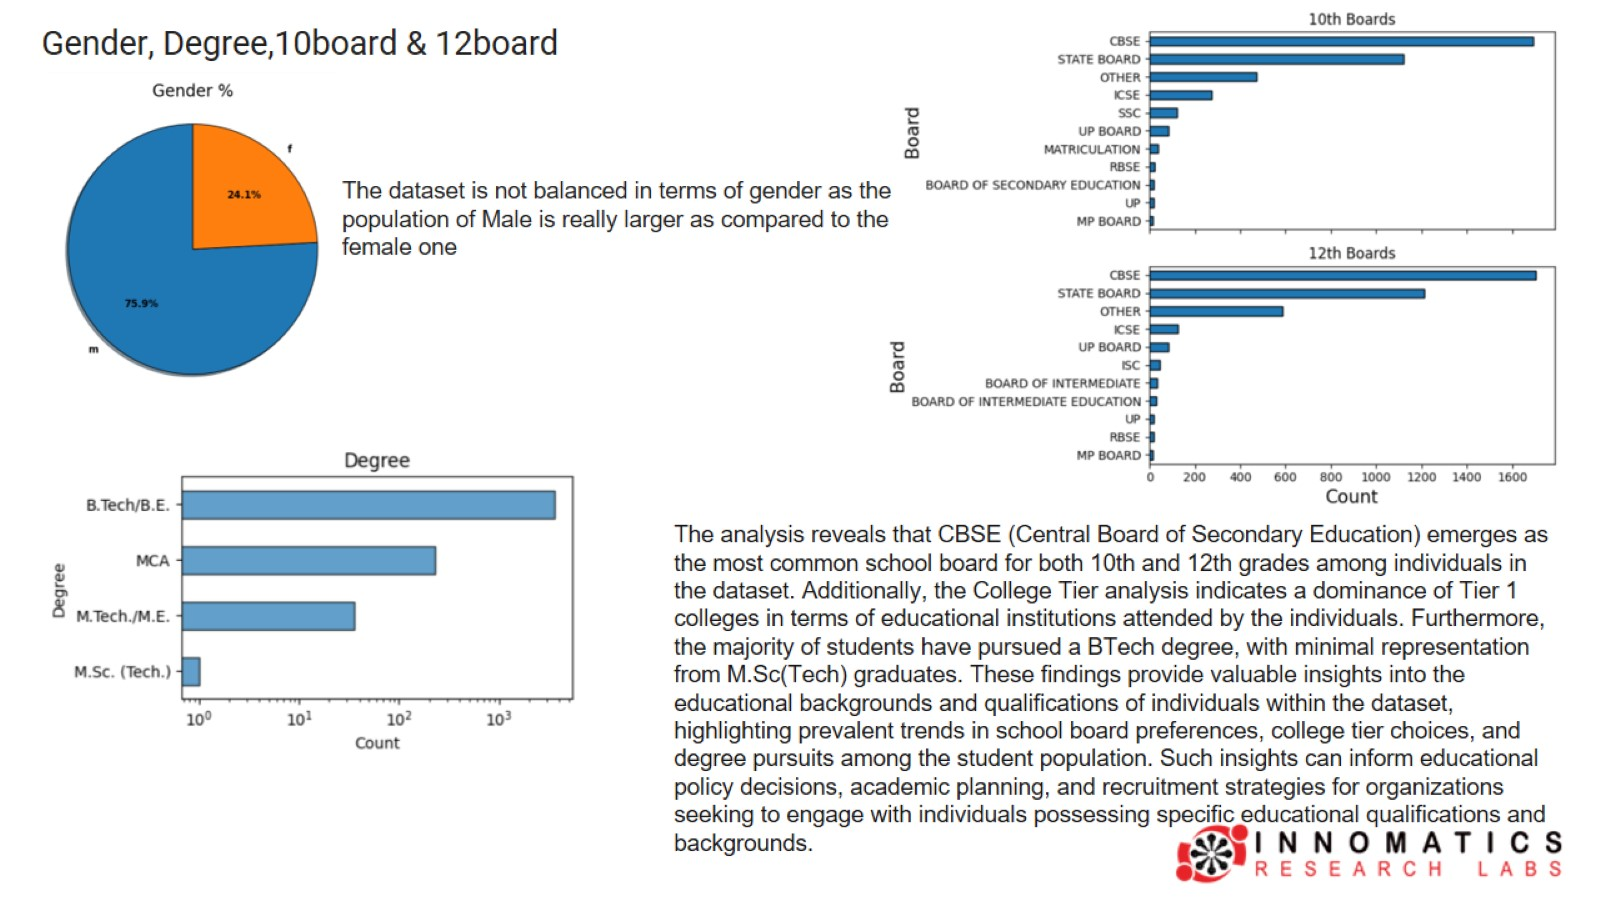 Gender, Degree,10board & 12board
Gender %
f
24.1%
75.9%
m
The dataset is not balanced in terms of gender as the
population of Male is really larger as compared to the
female one
10th Boards
Board
CBSE
STATE BOARD
OTHER
ICSE
SSC
UP BOARD
MATRICULATION
RBSE
BOARD OF SECONDARY EDUCATION
UP
MP BOARD
12th Boards
Board
CBSE
STATE BOARD
OTHER
ICSE
UP BOARD
ISC
BOARD OF INTERMEDIATE
BOARD OF INTERMEDIATE EDUCATION
UP
RBSE
MP BOARD
0 200 400 600 800 1000 1200 1400 1600
Count
Degree
Degree
B.Tech/B.E.
MCA
M.Tech./M.E.
M.Sc. (Tech.)
10⁰ 10¹ 10² 10³
Count
The analysis reveals that CBSE (Central Board of Secondary Education) emerges as
the most common school board for both 10th and 12th grades among individuals in
the dataset. Additionally, the College Tier analysis indicates a dominance of Tier 1
colleges in terms of educational institutions attended by the individuals. Furthermore,
the majority of students have pursued a BTech degree, with minimal representation
from M.Sc(Tech) graduates. These findings provide valuable insights into the
educational backgrounds and qualifications of individuals within the dataset,
highlighting prevalent trends in school board preferences, college tier choices, and
degree pursuits among the student population. Such insights can inform educational
policy decisions, academic planning, and recruitment strategies for organizations
seeking to engage with individuals possessing specific educational qualifications and
backgrounds.
INNOMATICS
RESEARCH LABS